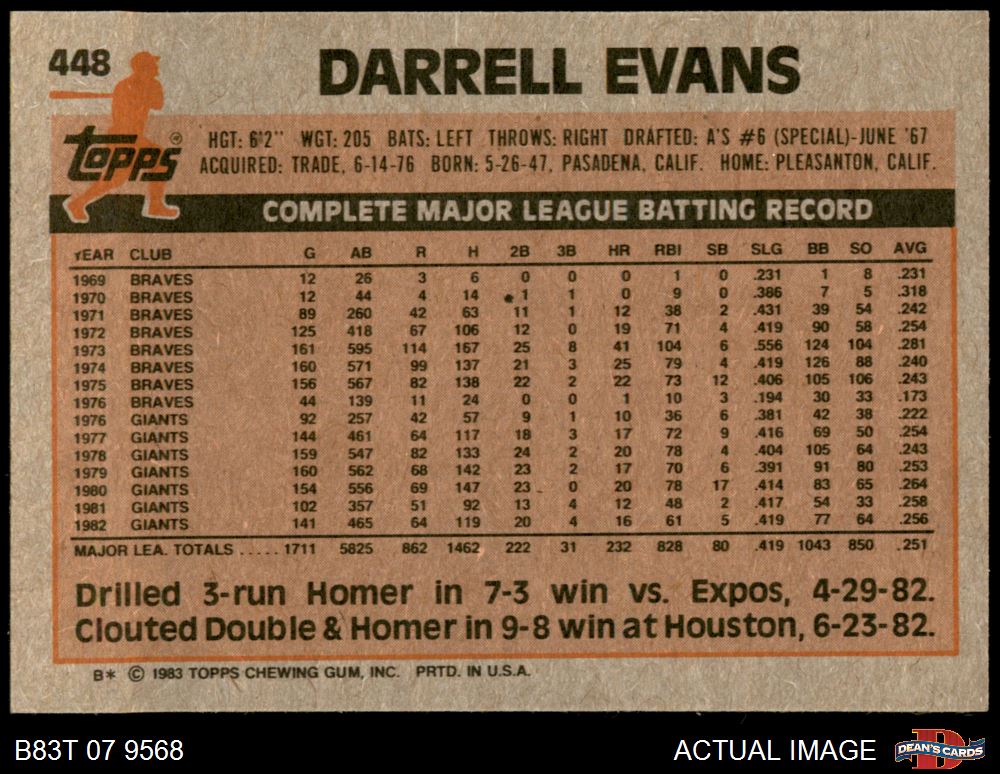 448
DARRELL EVANS
Topps®
HGT: 6'2" WGT: 205 BATS: LEFT THROWS: RIGHT DRAFTED: A'S #6 (SPECIAL)-JUNE '67
ACQUIRED: TRADE, 6-14-76 BORN: 5-26-47, PASADENA, CALIF. HOME: PLEASANTON, CALIF.
COMPLETE MAJOR LEAGUE BATTING RECORD
YEAR CLUB G AB R H 2B 3B HR RBI SB SLG BB SO AVG
1969 BRAVES 12 26 3 6 0 0 0 1 0 .231 1 8 .231
1970 BRAVES 12 44 4 14 1 1 0 9 0 .386 7 5 .318
1971 BRAVES 89 260 42 63 11 1 12 38 2 .431 39 54 .242
1972 BRAVES 125 418 67 106 12 0 19 71 4 .419 90 58 .254
1973 BRAVES 161 595 114 167 25 8 41 104 6 .556 124 104 .281
1974 BRAVES 160 571 99 137 21 3 25 79 4 .419 126 88 .240
1975 BRAVES 156 567 82 138 22 2 22 73 12 .406 105 106 .243
1976 BRAVES 44 139 11 24 0 0 1 10 3 .194 30 33 .173
1976 GIANTS 92 257 42 57 9 1 10 36 6 .381 42 38 .222
1977 GIANTS 144 461 64 117 18 3 17 72 9 .416 69 50 .254
1978 GIANTS 159 547 82 133 24 2 20 78 4 .404 105 64 .243
1979 GIANTS 160 562 68 142 23 2 17 70 6 .391 91 80 .253
1980 GIANTS 154 556 69 147 23 0 20 78 17 .414 83 65 .264
1981 GIANTS 102 357 51 92 13 4 12 48 2 .417 54 33 .258
1982 GIANTS 141 465 64 119 20 4 16 61 5 .419 77 64 .256
MAJOR LEA. TOTALS ..... 1711 5825 862 1462 222 31 232 828 80 .419 1043 850 .251
Drilled 3-run Homer in 7-3 win vs. Expos, 4-29-82.
Clouted Double & Homer in 9-8 win at Houston, 6-23-82.
B* © 1983 TOPPS CHEWING GUM, INC. PRTD. IN U.S.A.
B83T 07 9568
ACTUAL IMAGE
D
DEAN'S CARDS